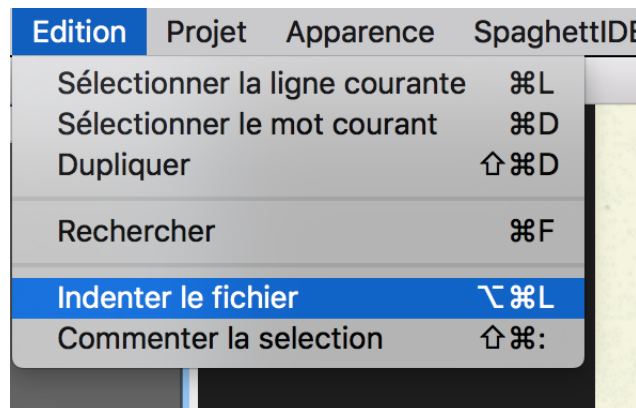 Edition Projet Apparence SpaghettIDE
Sélectionner la ligne courante ⌘L
Sélectionner le mot courant ⌘D
Dupliquer ⇧⌘D
Rechercher ⌘F
Indenter le fichier ⌥⌘L
Commenter la selection ⇧⌘: